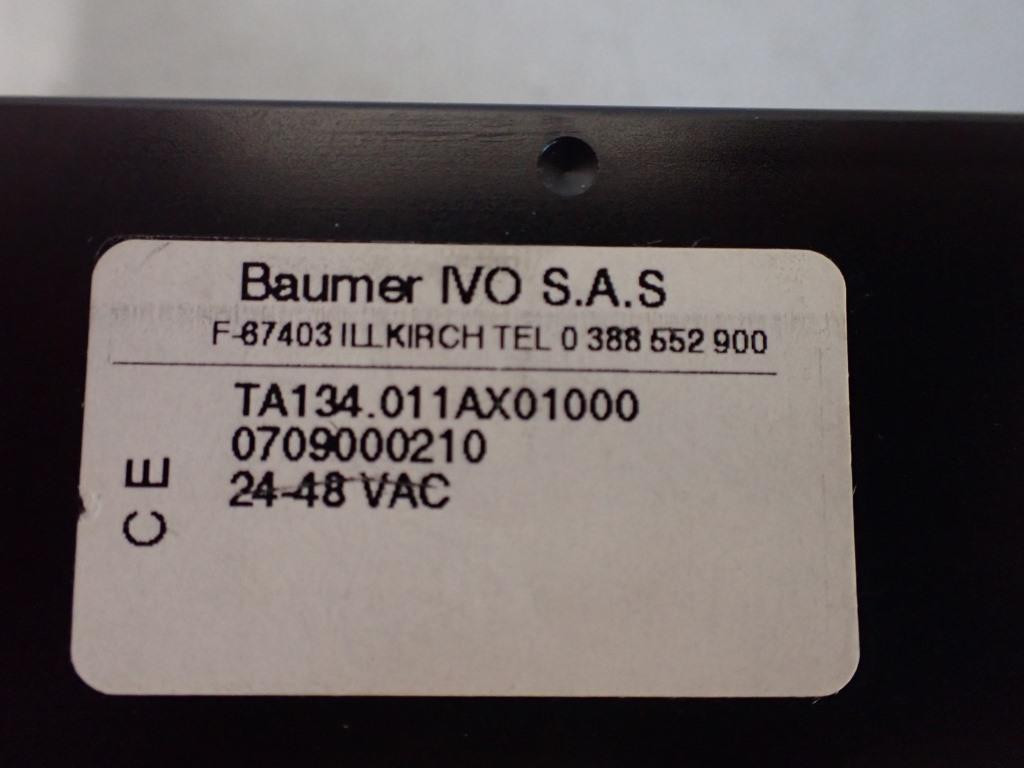 Baumer IVO S.A.S
F-67403 ILLKIRCH TEL 0 388 552 900
TA134.011AX01000
0709000210
24-48 VAC
CE